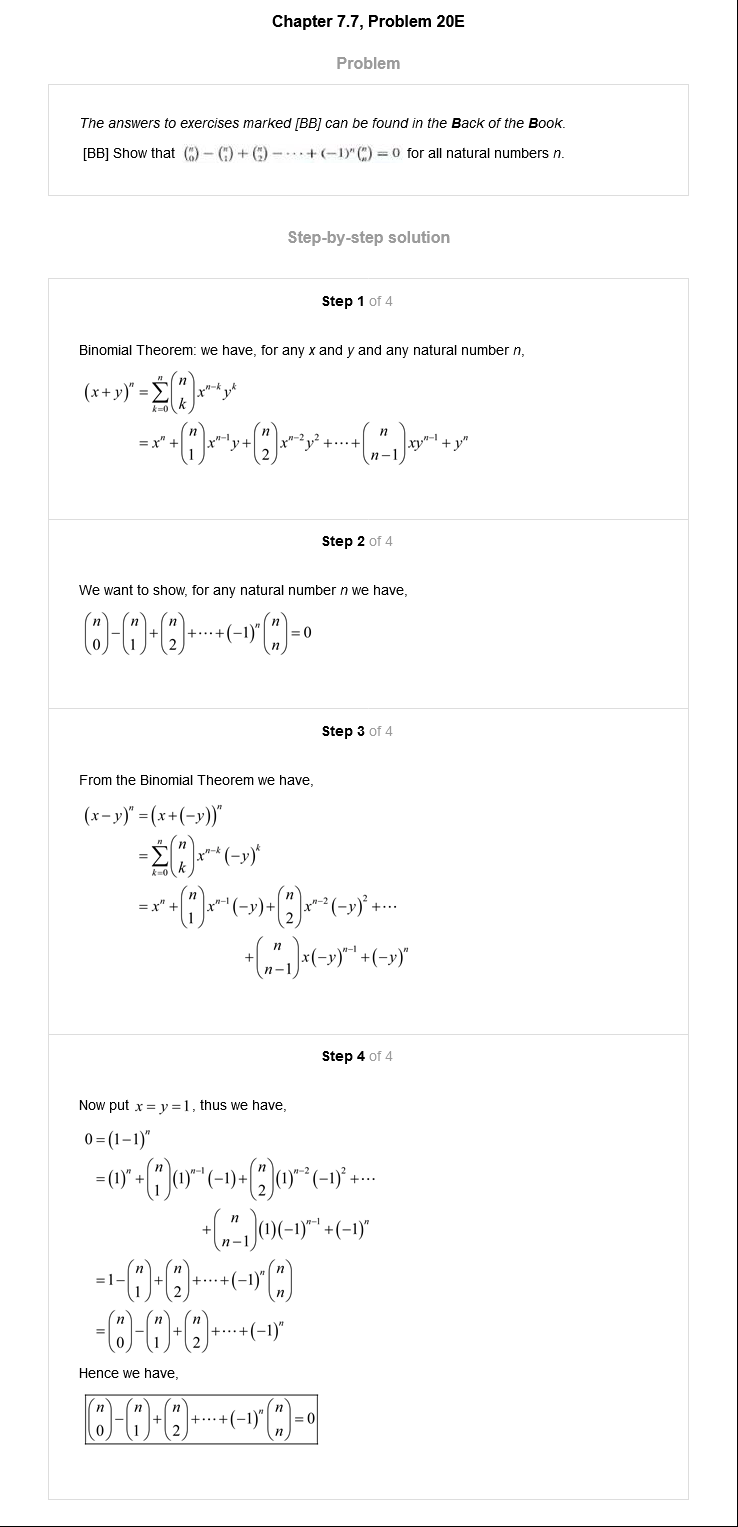 Chapter 7.7, Problem 20E
Problem
The answers to exercises marked [BB] can be found in the Back of the Book.
[BB] Show that $\binom{n}{0} - \binom{n}{1} + \binom{n}{2} - \cdots + (-1)^n \binom{n}{n} = 0$ for all natural numbers n.
Step-by-step solution
Step 1 of 4
Binomial Theorem: we have, for any x and y and any natural number n,
$(x+y)^n = \sum_{k=0}^{n} \binom{n}{k} x^{n-k} y^k$
$= x^n + \binom{n}{1} x^{n-1} y + \binom{n}{2} x^{n-2} y^2 + \cdots + \binom{n}{n-1} x y^{n-1} + y^n$
Step 2 of 4
We want to show, for any natural number n we have,
$\binom{n}{0} - \binom{n}{1} + \binom{n}{2} + \cdots + (-1)^n \binom{n}{n} = 0$
Step 3 of 4
From the Binomial Theorem we have,
$(x-y)^n = (x+(-y))^n$
$= \sum_{k=0}^{n} \binom{n}{k} x^{n-k} (-y)^k$
$= x^n + \binom{n}{1} x^{n-1} (-y) + \binom{n}{2} x^{n-2} (-y)^2 + \cdots$
$+ \binom{n}{n-1} x (-y)^{n-1} + (-y)^n$
Step 4 of 4
Now put $x = y = 1$, thus we have,
$0 = (1-1)^n$
$= (1)^n + \binom{n}{1} (1)^{n-1} (-1) + \binom{n}{2} (1)^{n-2} (-1)^2 + \cdots$
$+ \binom{n}{n-1} (1) (-1)^{n-1} + (-1)^n$
$= 1 - \binom{n}{1} + \binom{n}{2} + \cdots + (-1)^n \binom{n}{n}$
$= \binom{n}{0} - \binom{n}{1} + \binom{n}{2} + \cdots + (-1)^n$
Hence we have,
$\binom{n}{0} - \binom{n}{1} + \binom{n}{2} + \cdots + (-1)^n \binom{n}{n} = 0$